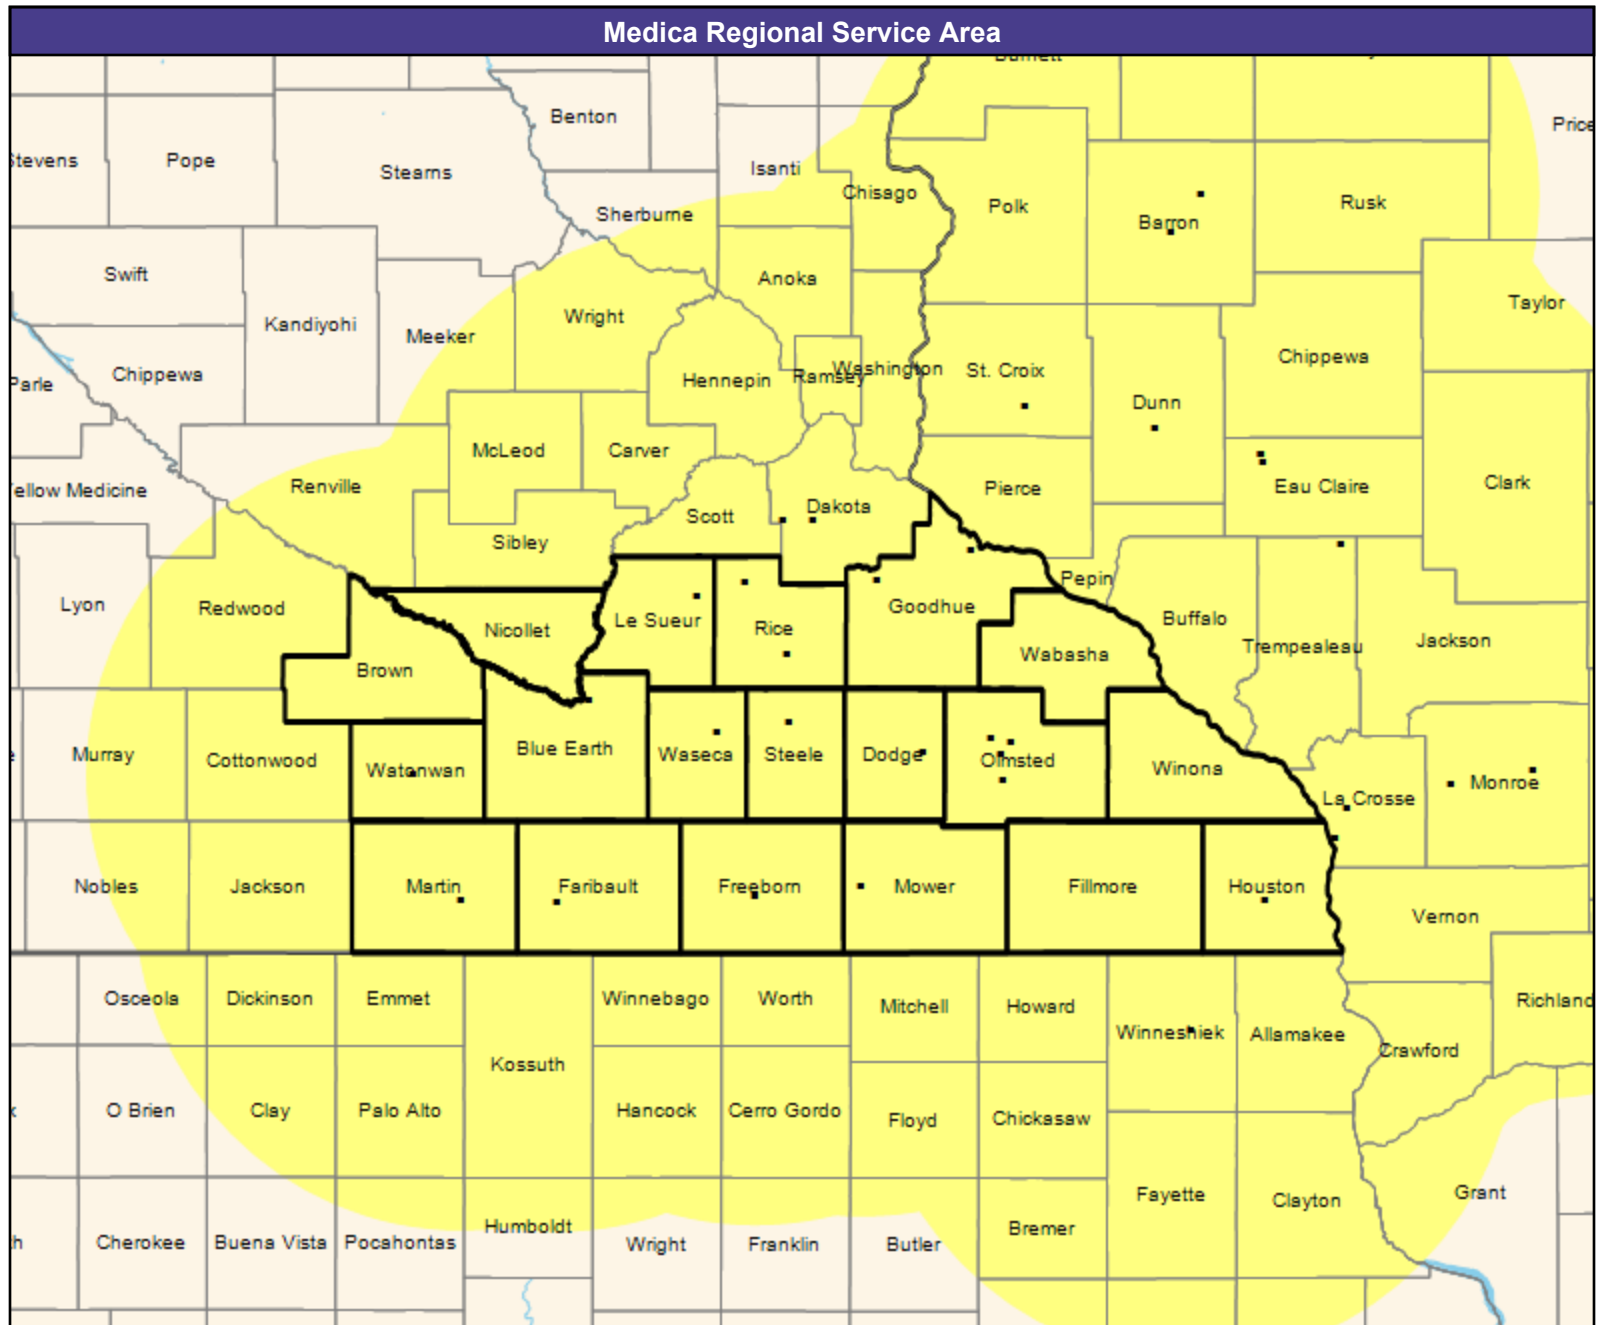 Medica Regional Service Area
Benton
Price
Stevens
Pope
Stearns
Isanti
Chisago
Polk
Barron
Rusk
Sherburne
Swift
Anoka
Taylor
Kandiyohi
Wright
Meeker
Chippewa
Parle
Chippewa
Hennepin
Ramsey
Washington
St. Croix
Dunn
McLeod
Carver
Renville
Yellow Medicine
Pierce
Eau Claire
Clark
Scott
Dakota
Sibley
Lyon
Redwood
Pepin
Nicollet
Le Sueur
Rice
Goodhue
Buffalo
Trempealeau
Jackson
Brown
Wabasha
Murray
Cottonwood
Watonwan
Blue Earth
Waseca
Steele
Dodge
Olmsted
Winona
La Crosse
Monroe
Nobles
Jackson
Martin
Faribault
Freeborn
Mower
Fillmore
Houston
Vernon
Osceola
Dickinson
Emmet
Winnebago
Worth
Mitchell
Howard
Richland
Winneshiek
Allamakee
Crawford
Kossuth
O Brien
Clay
Palo Alto
Hancock
Cerro Gordo
Floyd
Chickasaw
Fayette
Clayton
Grant
Humboldt
Bremer
Cherokee
Buena Vista
Pocahontas
Wright
Franklin
Butler